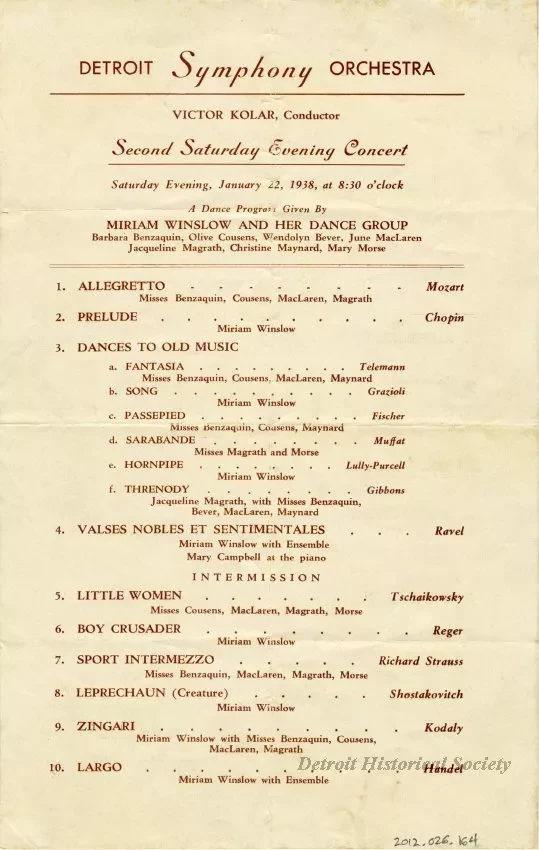 DETROIT Symphony ORCHESTRA
VICTOR KOLAR, Conductor
Second Saturday Evening Concert
Saturday Evening, January 22, 1938, at 8:30 o'clock
A Dance Program Given By
MIRIAM WINSLOW AND HER DANCE GROUP
Barbara Benzaquin, Olive Cousens, Wendolyn Bever, June MacLaren
Jacqueline Magrath, Christine Maynard, Mary Morse
1. ALLEGRETTO - - - - - - - Mozart
Misses Benzaquin, Cousens, MacLaren, Magrath
2. PRELUDE . . . . . . . . . Chopin
Miriam Winslow
3. DANCES TO OLD MUSIC
a. FANTASIA . . . . . . . . Telemann
Misses Benzaquin, Cousens, MacLaren, Maynard
b. SONG . . . . . . . . Grazioli
Miriam Winslow
c. PASSEPIED . . . . . . . . Fischer
Misses Benzaquin, Cousens, Maynard
d. SARABANDE . . . . . . . . Muffat
Misses Magrath and Morse
e. HORNPIPE . . . . . . Lully-Purcell
Miriam Winslow
f. THRENODY . . . . . . . Gibbons
Jacqueline Magrath, with Misses Benzaquin,
Bever, MacLaren, Maynard
4. VALSES NOBLES ET SENTIMENTALES . . . Ravel
Miriam Winslow with Ensemble
Mary Campbell at the piano
INTERMISSION
5. LITTLE WOMEN . . . . . . . Tschaikowsky
Misses Cousens, MacLaren, Magrath, Morse
6. BOY CRUSADER . . . . . . . . Reger
Miriam Winslow
7. SPORT INTERMEZZO . . . . . Richard Strauss
Misses Benzaquin, MacLaren, Magrath, Morse
8. LEPRECHAUN (Creature) . . . . . Shostakovitch
Miriam Winslow
9. ZINGARI . . . . . . . . . Kodaly
Miriam Winslow with Misses Benzaquin, Cousens,
MacLaren, Magrath
10. LARGO . . . . . . . . . Handel
Detroit Historical Society
Miriam Winslow with Ensemble
2012.026.164